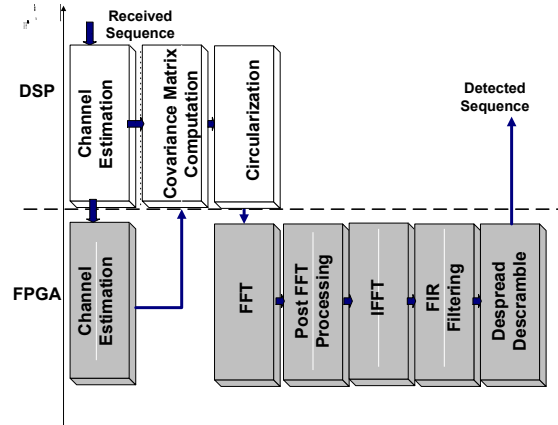 Received
Sequence
DSP
Channel
Estimation
Covariance Matrix
Computation
Circularization
Detected
Sequence
FPGA
Channel
Estimation
FFT
Post FFT
Processing
IFFT
FIR
Filtering
Despread
Descramble